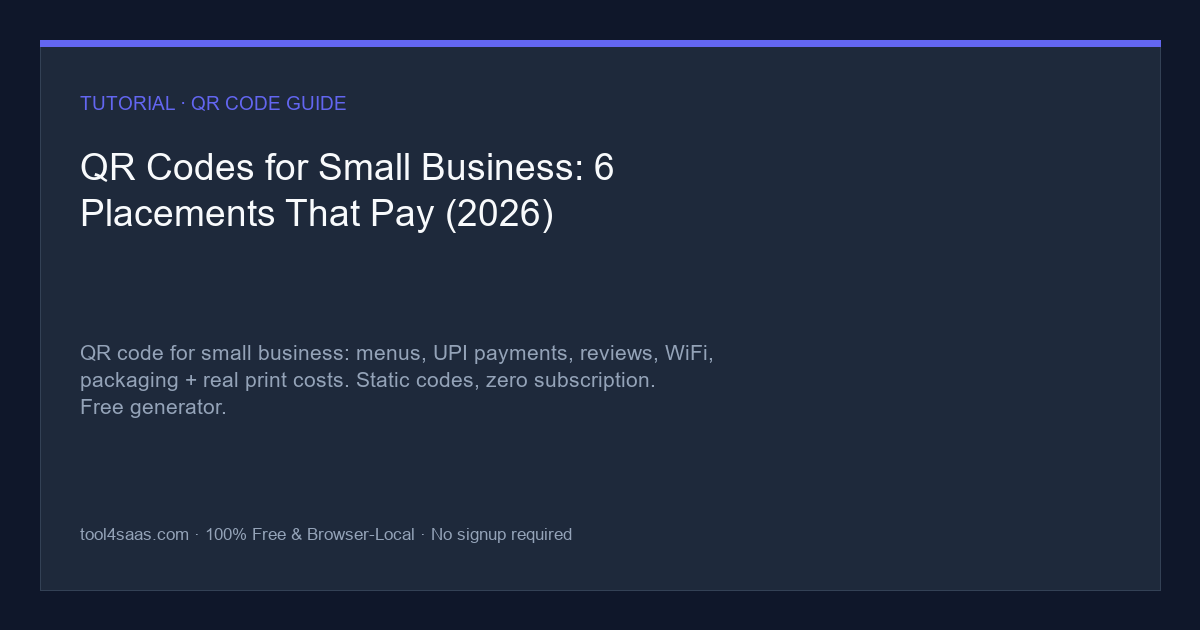 TUTORIAL · QR CODE GUIDE
QR Codes for Small Business: 6
Placements That Pay (2026)
QR code for small business: menus, UPI payments, reviews, WiFi,
packaging + real print costs. Static codes, zero subscription.
Free generator.
tool4saas.com · 100% Free & Browser-Local · No signup required